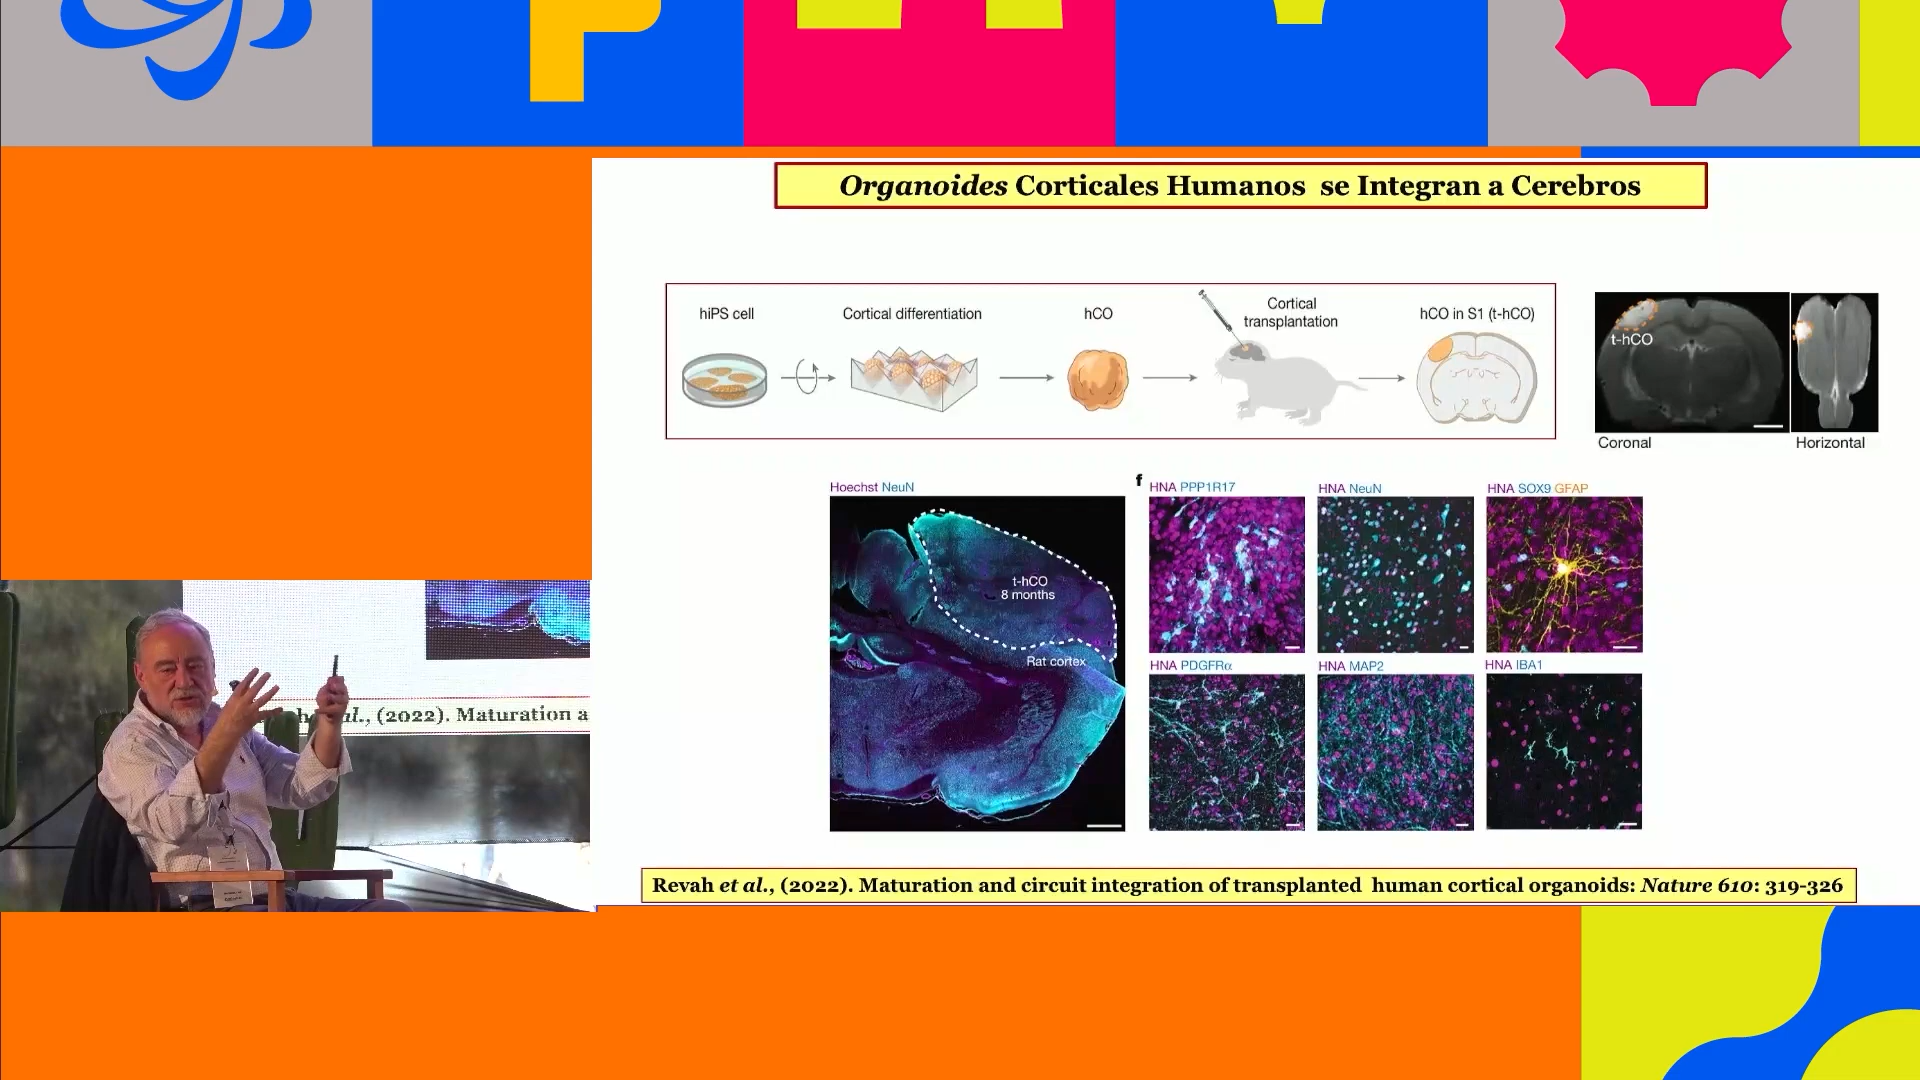 Organoides Corticales Humanos se Integran a Cerebros
hiPS cell
Cortical differentiation
hCO
Cortical
transplantation
hCO in S1 (t-hCO)
t-hCO
Coronal
Horizontal
Hoechst NeuN
t-hCO
8 months
Rat cortex
f
HNA PPP1R17
HNA NeuN
HNA SOX9 GFAP
HNA PDGFRα
HNA MAP2
HNA IBA1
al., (2022). Maturation a
Revah et al., (2022). Maturation and circuit integration of transplanted human cortical organoids: Nature 610: 319-326